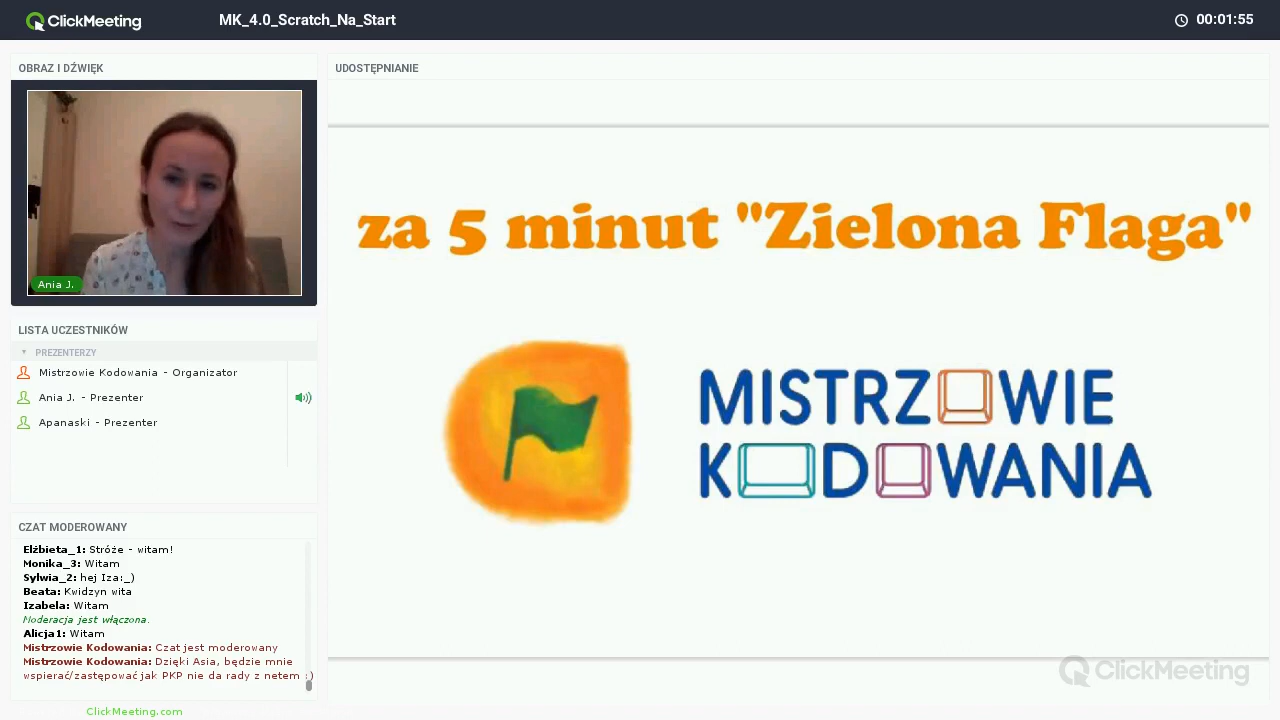 ClickMeeting
MK_4.0_Scratch_Na_Start
00:01:55
OBRAZ I DŹWIĘK
Ania J.
LISTA UCZESTNIKÓW
PREZENTERZY
Mistrzowie Kodowania - Organizator
Ania J. - Prezenter
Apanaski - Prezenter
CZAT MODEROWANY
Elżbieta_1: Stróże - witam!
Monika_3: Witam
Sylwia_2: hej Iza:_)
Beata: Kwidzyn wita
Izabela: Witam
Moderacja jest włączona.
Alicja1: Witam
Mistrzowie Kodowania: Czat jest moderowany
Mistrzowie Kodowania: Dzięki Asia, będzie mnie
wspierać/zastępować jak PKP nie da rady z netem :)
ClickMeeting.com
UDOSTĘPNIANIE
za 5 minut "Zielona Flaga"
MISTRZOWIE
KODOWANIA
ClickMeeting